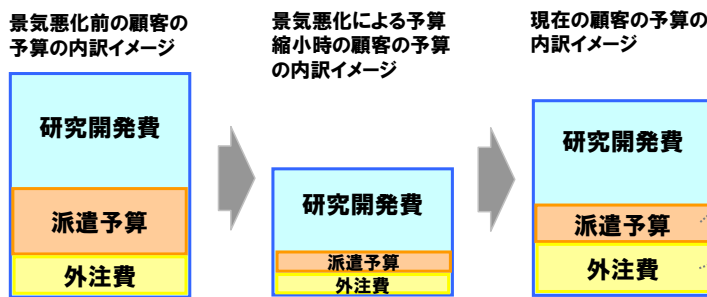 景気悪化前の顧客の
予算の内訳イメージ
研究開発費
派遣予算
外注費
景気悪化による予算
縮小時の顧客の予算
の内訳イメージ
研究開発費
派遣予算
外注費
現在の顧客の予算の
内訳イメージ
研究開発費
派遣予算
外注費